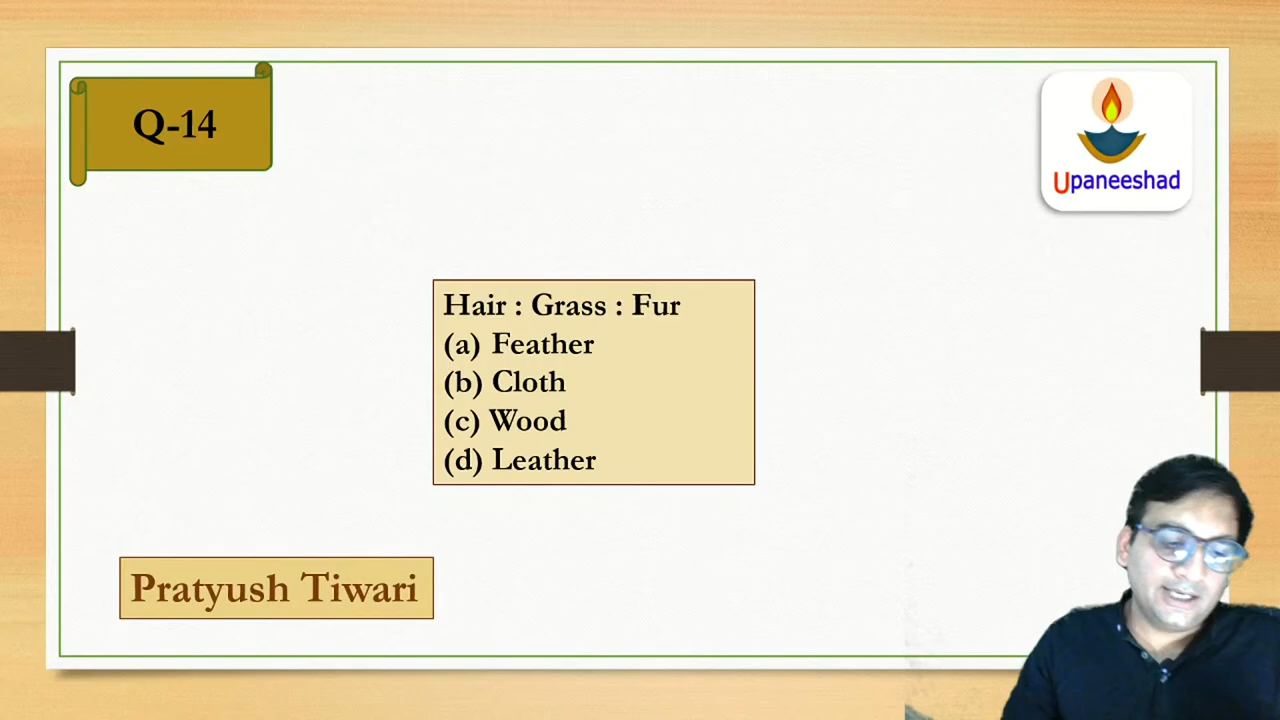 Q-14
Upaneeshad
Hair : Grass : Fur
(a) Feather
(b) Cloth
(c) Wood
(d) Leather
Pratyush Tiwari